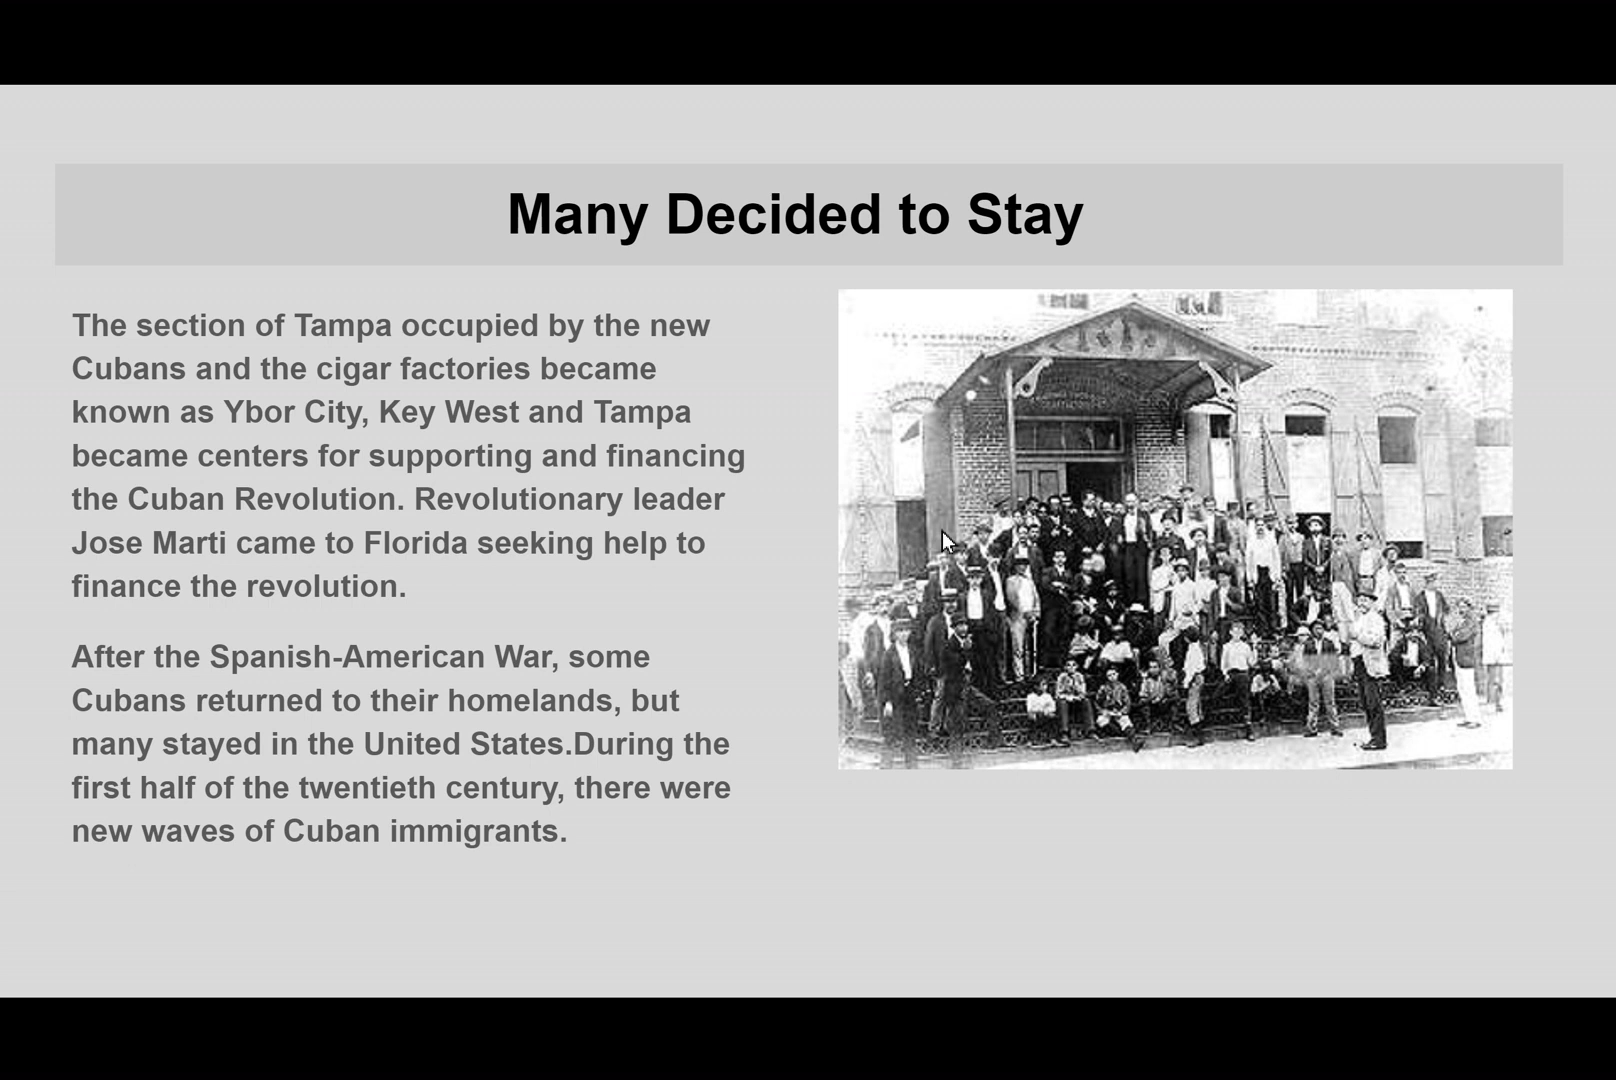 Many Decided to Stay
The section of Tampa occupied by the new
Cubans and the cigar factories became
known as Ybor City, Key West and Tampa
became centers for supporting and financing
the Cuban Revolution. Revolutionary leader
Jose Marti came to Florida seeking help to
finance the revolution.
After the Spanish-American War, some
Cubans returned to their homelands, but
many stayed in the United States.During the
first half of the twentieth century, there were
new waves of Cuban immigrants.